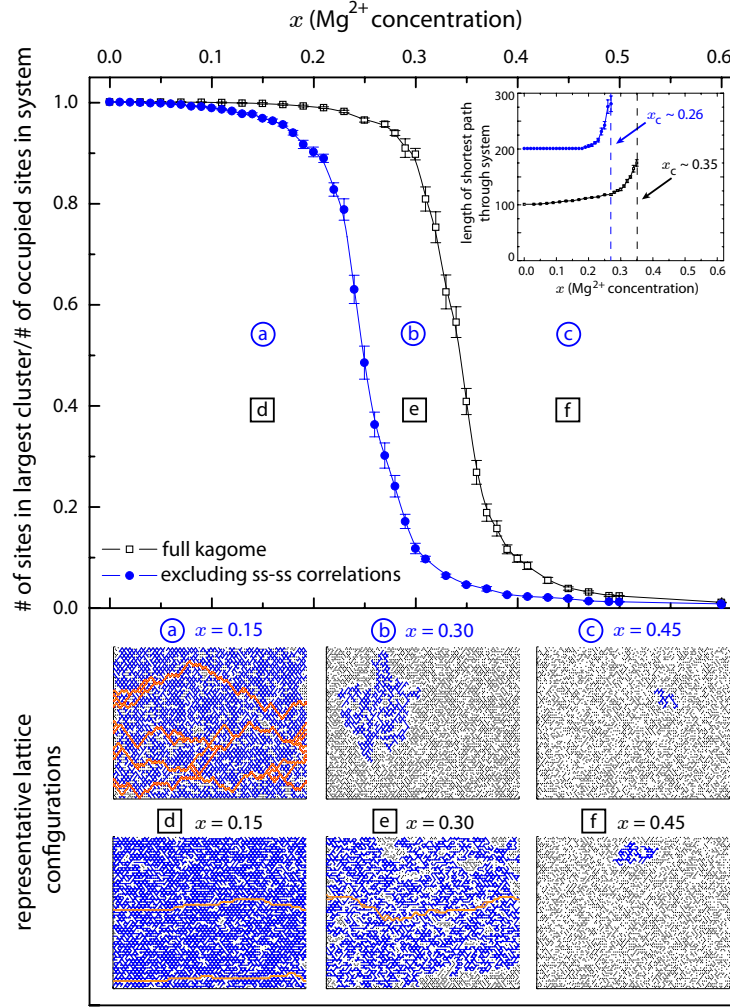 x (Mg²⁺ concentration)
0.0 0.1 0.2 0.3 0.4 0.5 0.6
# of sites in largest cluster/# of occupied sites in system
1.0
0.8
0.6
0.4
0.2
0.0
length of shortest path
through system
300
200
100
0
x_c ~ 0.26
x_c ~ 0.35
0.0 0.1 0.2 0.3 0.4 0.5 0.6
x (Mg²⁺ concentration)
a b c
d e f
full kagome
excluding ss-ss correlations
representative lattice
configurations
a x = 0.15 b x = 0.30 c x = 0.45
d x = 0.15 e x = 0.30 f x = 0.45